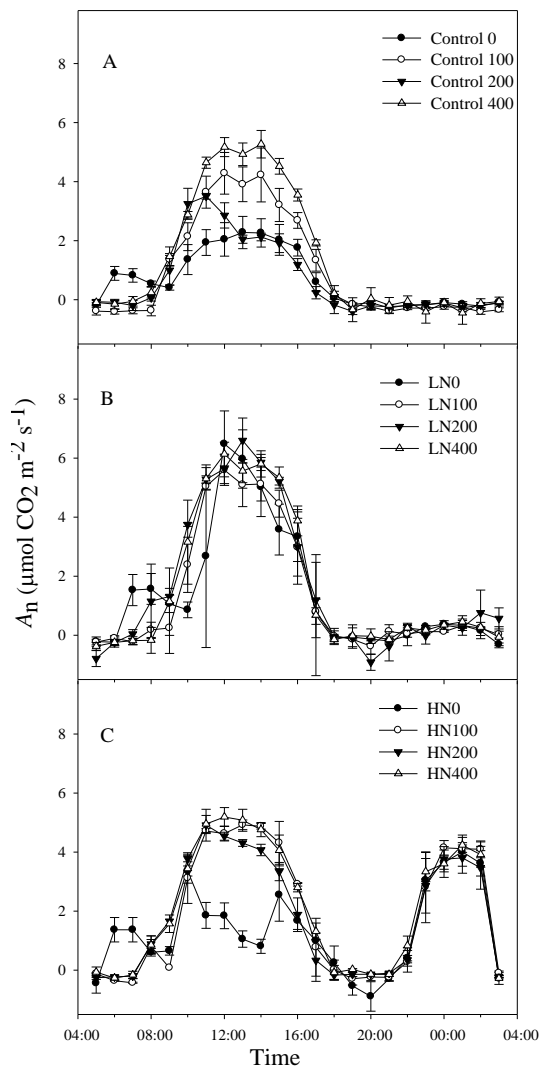 A
Control 0
Control 100
Control 200
Control 400
8
6
4
2
0
B
LN0
LN100
LN200
LN400
8
6
4
2
0
An (μmol CO2 m-2 s-1)
C
HN0
HN100
HN200
HN400
8
6
4
2
0
04:00 08:00 12:00 16:00 20:00 00:00 04:00
Time